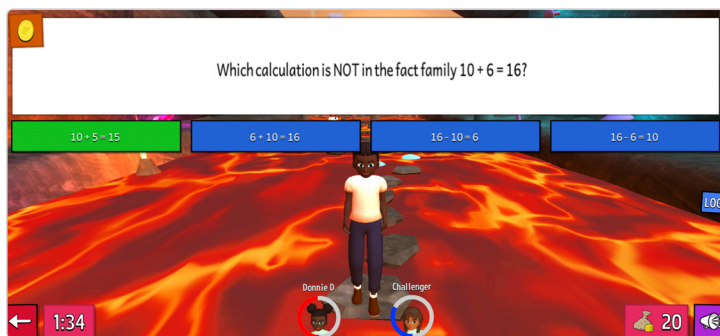 Which calculation is NOT in the fact family 10 + 6 = 16?
10 + 5 = 15
6 + 10 = 16
16 - 10 = 6
16 - 6 = 10
Donnie D
Challenger
1:34
20